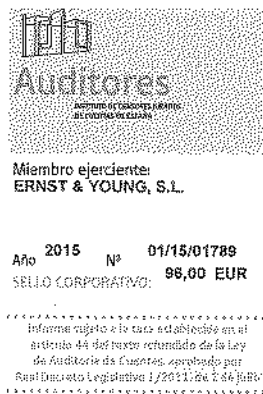 Auditores
INSTITUTO DE CENSORES JURADOS
DE CUENTAS DE ESPAÑA
Miembro ejerciente:
ERNST & YOUNG, S.L.
Año 2015 Nº 01/15/01789
SELLO CORPORATIVO: 96,00 EUR
Informe sujeto a la tasa establecida en el
artículo 44 del texto refundido de la Ley
de Auditoría de Cuentas, aprobado por
Real Decreto Legislativo 1/2011, de 1 de julio